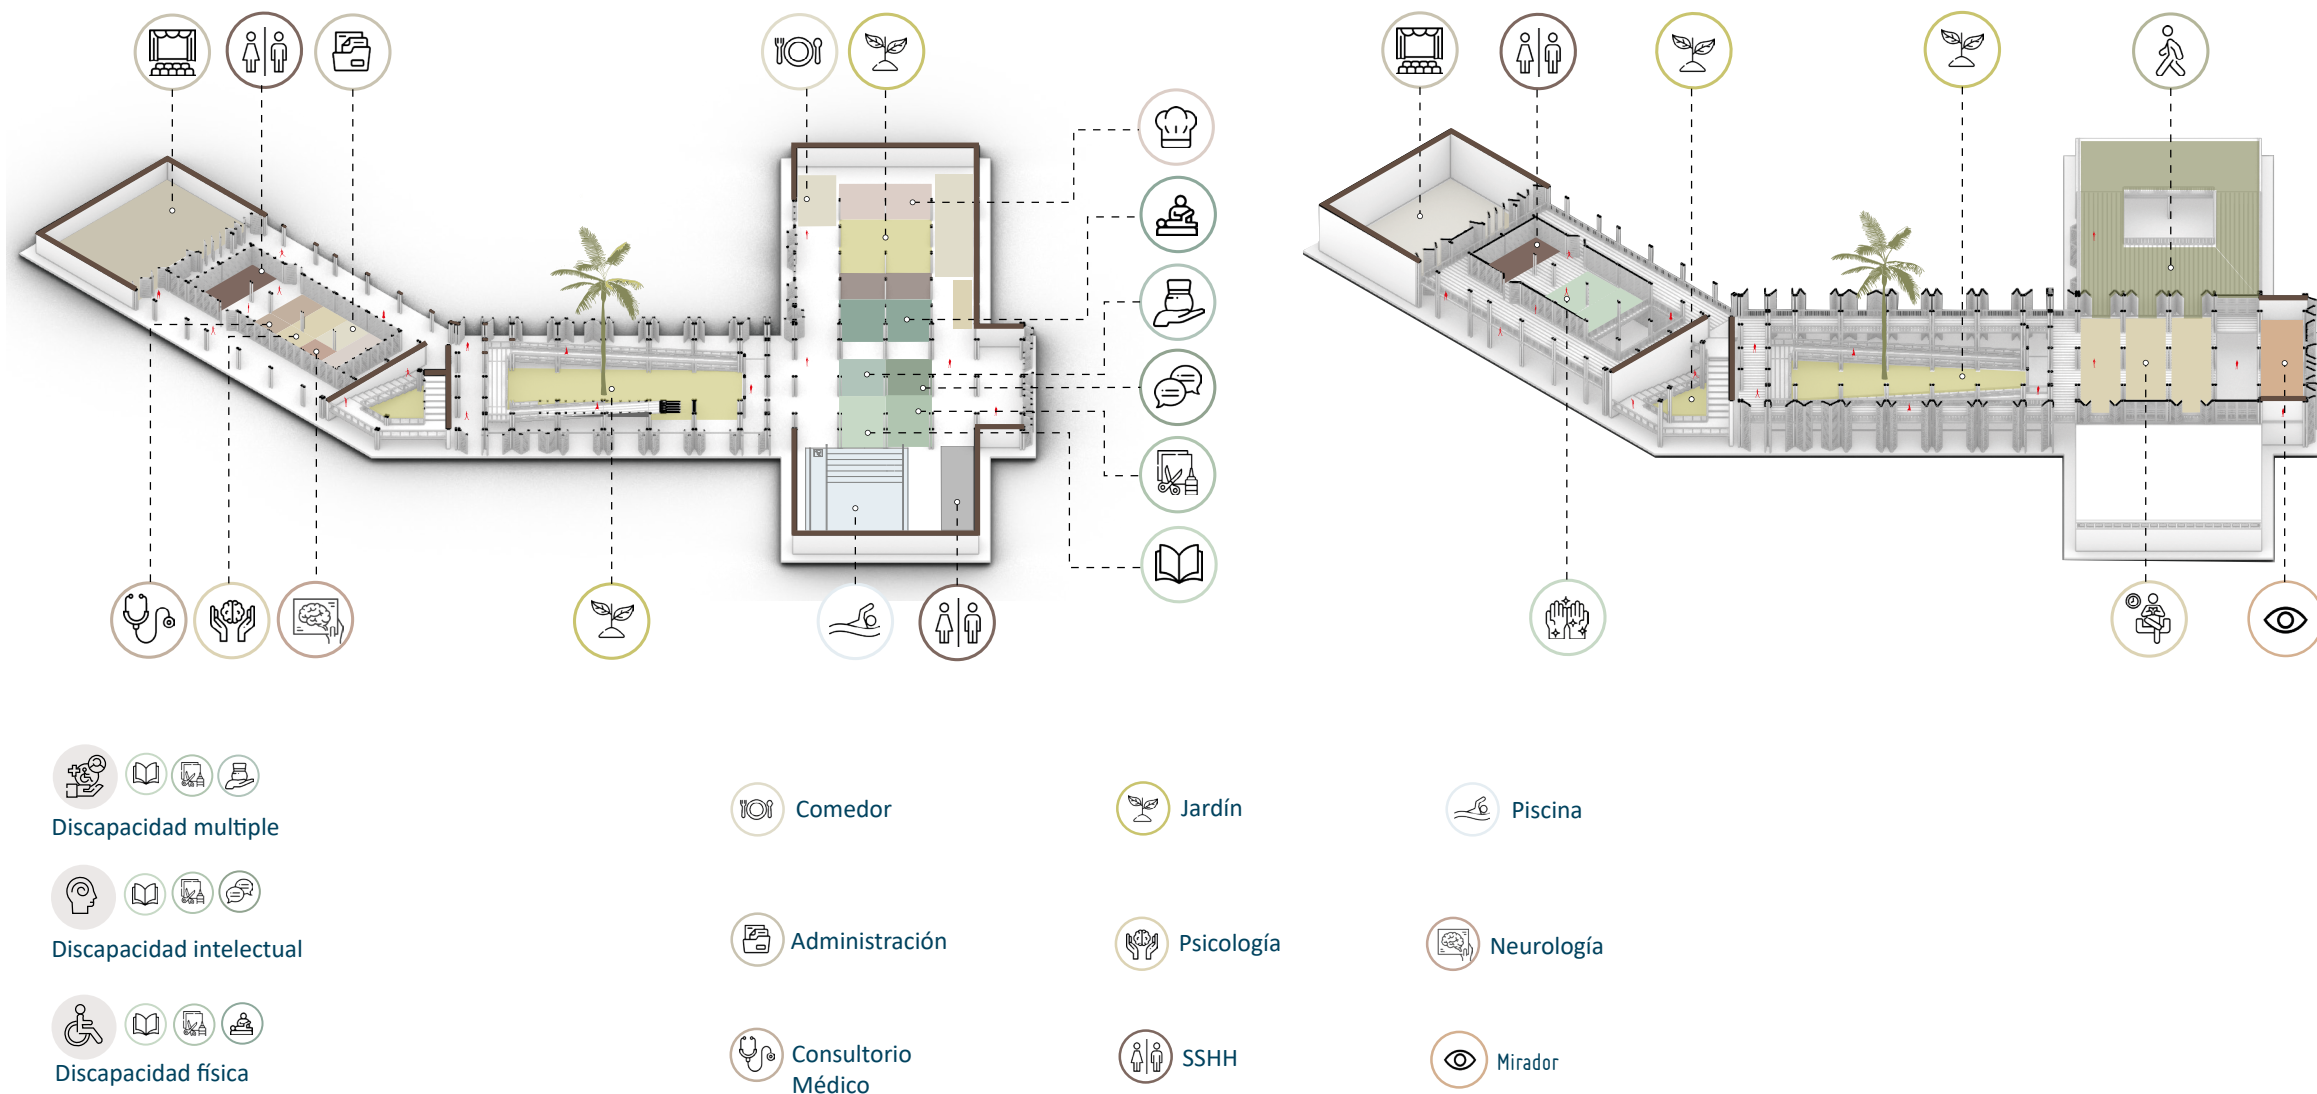 Discapacidad multiple
Discapacidad intelectual
Discapacidad física
Comedor
Jardín
Piscina
Administración
Psicología
Neurología
Consultorio
Médico
SSHH
Mirador